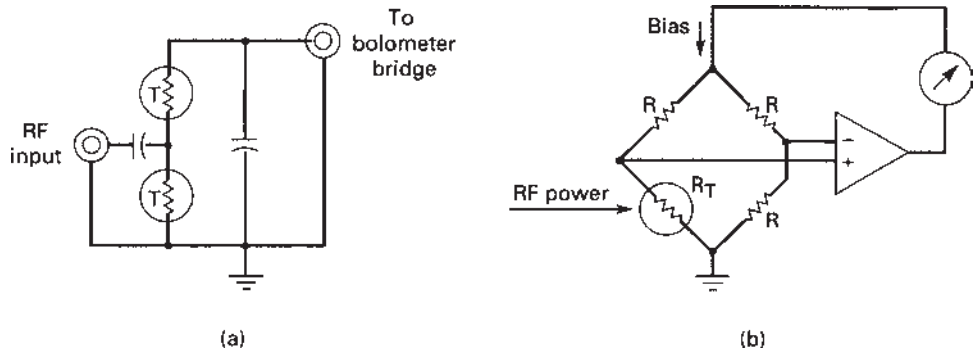 To
bolometer
bridge
T
RF
input
T
(a)
Bias
R
R
−
+
RF power
R_T
R
(b)